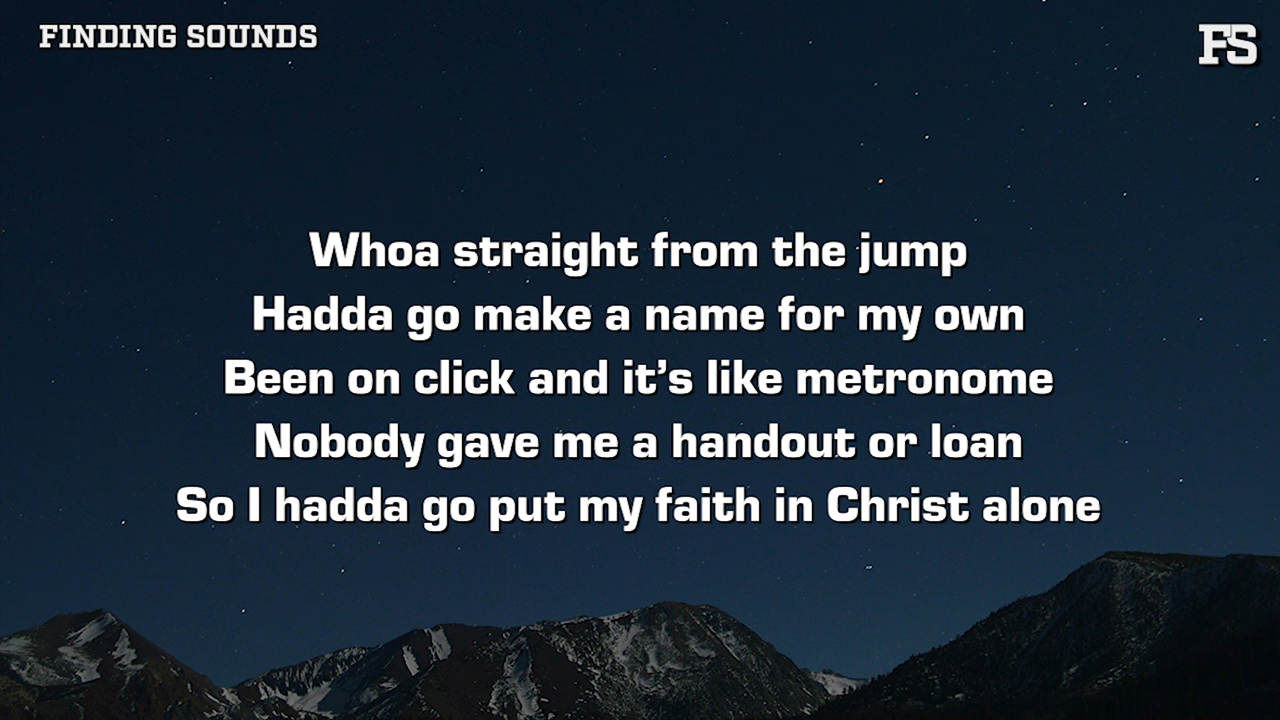 FINDING SOUNDS
FS
Whoa straight from the jump
Hadda go make a name for my own
Been on click and it’s like metronome
Nobody gave me a handout or loan
So I hadda go put my faith in Christ alone